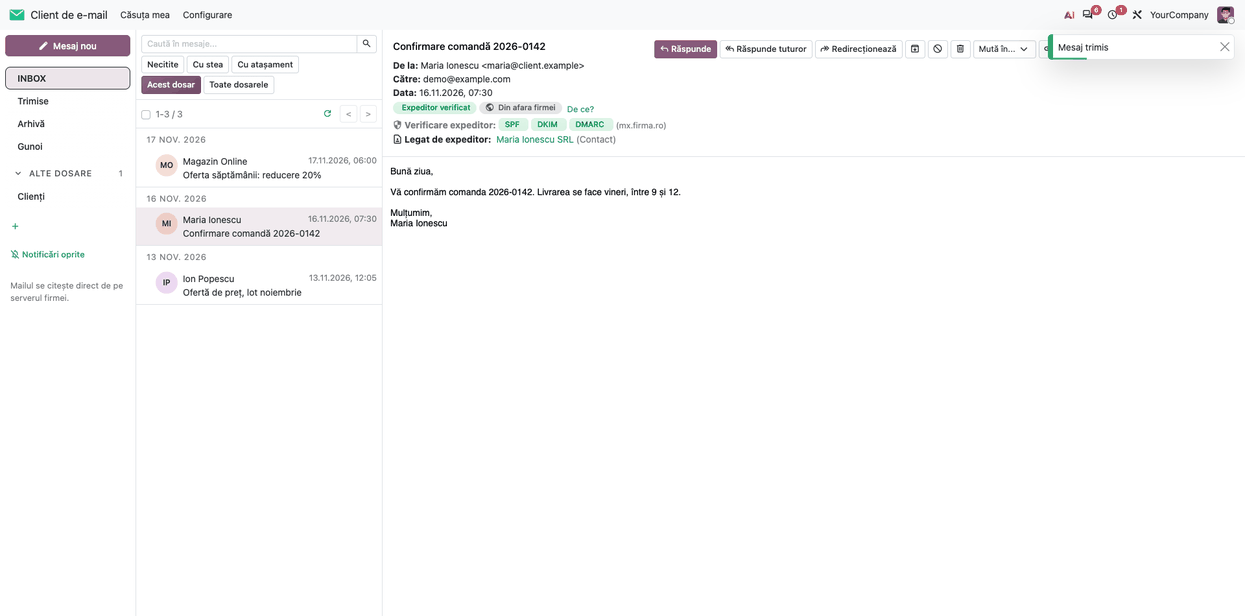 Client de e-mail
Căsuța mea
Configurare
AI
6
1
YourCompany
Mesaj nou
INBOX
Trimise
Arhivă
Gunoi
ALTE DOSARE 1
Clienți
+
Notificări oprite
Mailul se citește direct de pe
serverul firmei.
Caută în mesaje...
Necitite
Cu stea
Cu atașament
Acest dosar
Toate dosarele
1-3 / 3
<
>
17 NOV. 2026
MO
Magazin Online 17.11.2026, 06:00
Oferta săptămânii: reducere 20%
16 NOV. 2026
MI
Maria Ionescu 16.11.2026, 07:30
Confirmare comandă 2026-0142
13 NOV. 2026
IP
Ion Popescu 13.11.2026, 12:05
Ofertă de preț, lot noiembrie
Confirmare comandă 2026-0142
Răspunde
Răspunde tuturor
Redirecționează
Mută în...
Mesaj trimis
De la: Maria Ionescu <maria@client.example>
Către: demo@example.com
Data: 16.11.2026, 07:30
Expeditor verificat Din afara firmei De ce?
Verificare expeditor: SPF DKIM DMARC (mx.firma.ro)
Legat de expeditor: Maria Ionescu SRL (Contact)
Bună ziua,
Vă confirmăm comanda 2026-0142. Livrarea se face vineri, între 9 și 12.
Mulțumim,
Maria Ionescu